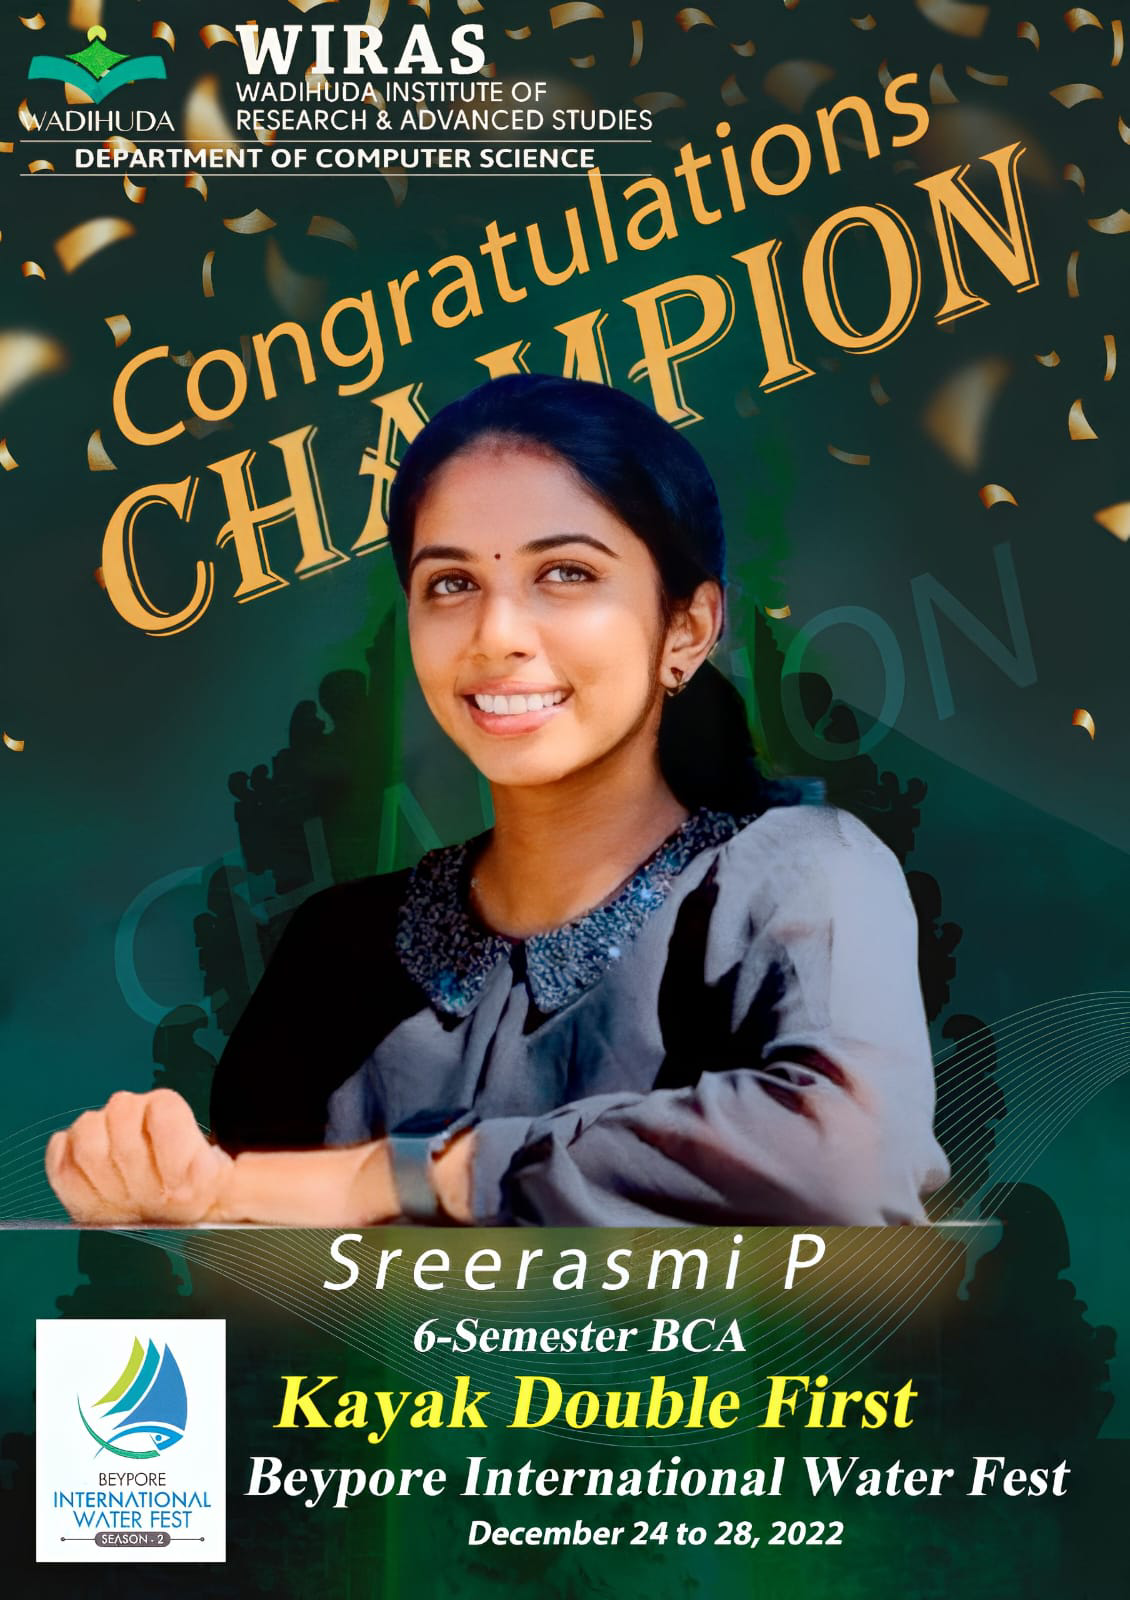 WADIHUDA
WIRAS
WADIHUDA INSTITUTE OF
RESEARCH & ADVANCED STUDIES
DEPARTMENT OF COMPUTER SCIENCE
Congratulations
CHAMPION
CHAMPION
Sreerasmi P
6-Semester BCA
Kayak Double First
Beypore International Water Fest
December 24 to 28, 2022
BEYPORE
INTERNATIONAL
WATER FEST
SEASON - 2